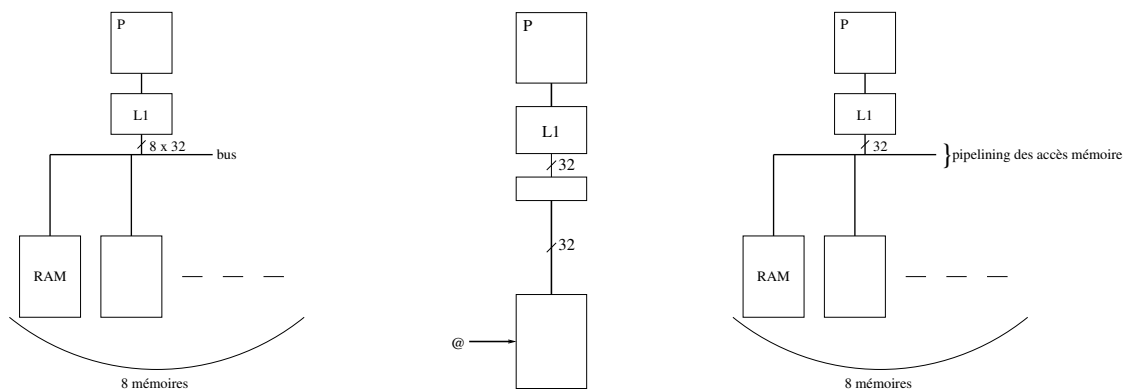 P
L1
8 x 32
bus
RAM
8 mémoires
P
L1
32
32
@
P
L1
32
} pipelining des accès mémoire
RAM
8 mémoires